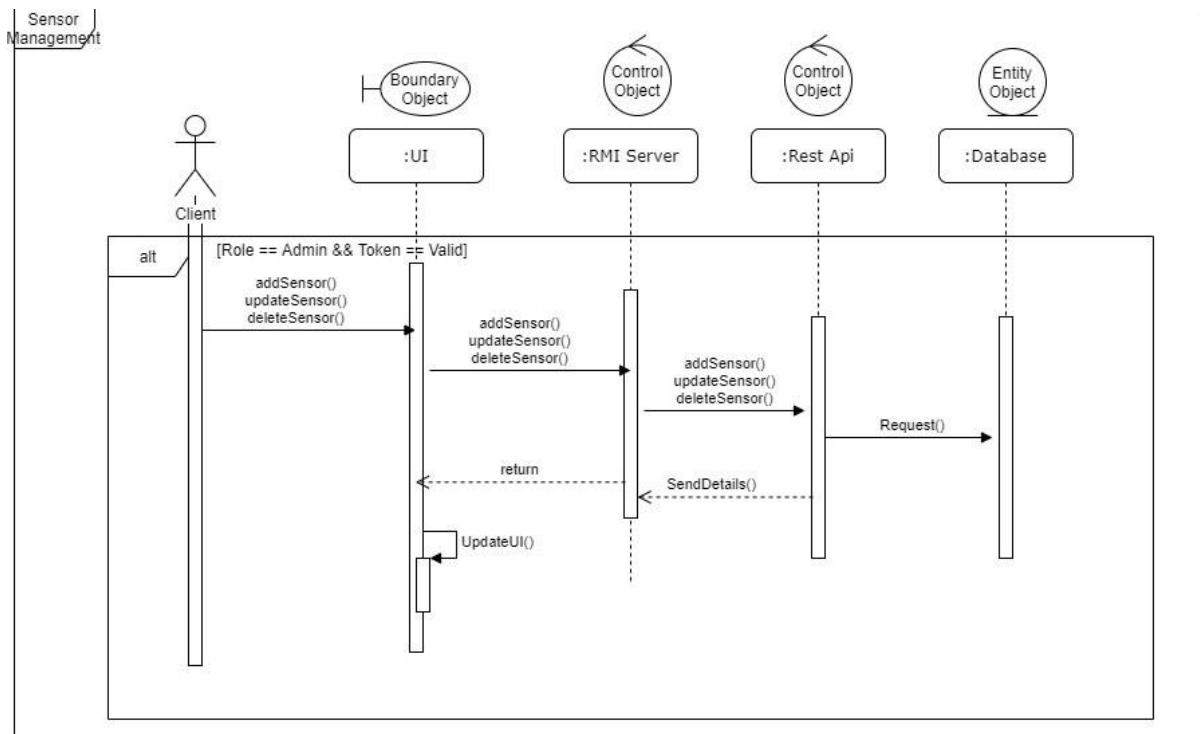 Sensor
Management
Boundary
Object
Control
Object
Control
Object
Entity
Object
:UI
:RMI Server
:Rest Api
:Database
Client
alt
[Role == Admin && Token == Valid]
addSensor()
updateSensor()
deleteSensor()
addSensor()
updateSensor()
deleteSensor()
addSensor()
updateSensor()
deleteSensor()
Request()
return
SendDetails()
UpdateUI()